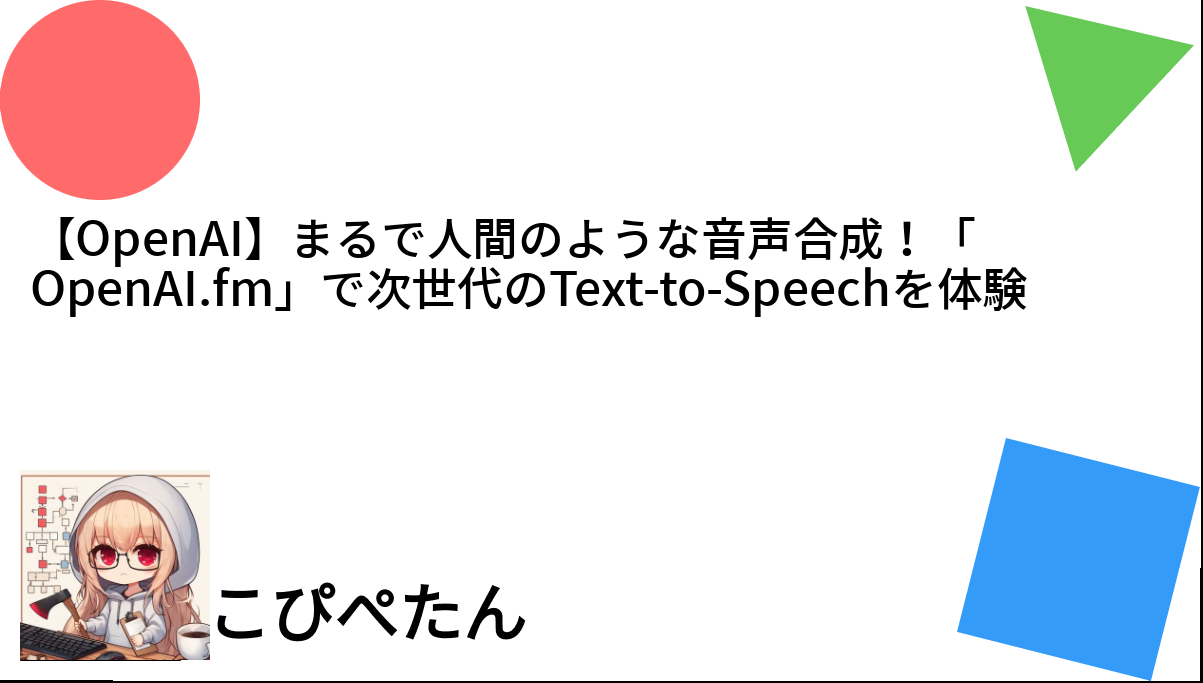 【OpenAI】まるで人間のような音声合成！「
OpenAI.fm」で次世代のText-to-Speechを体験
こぴぺたん